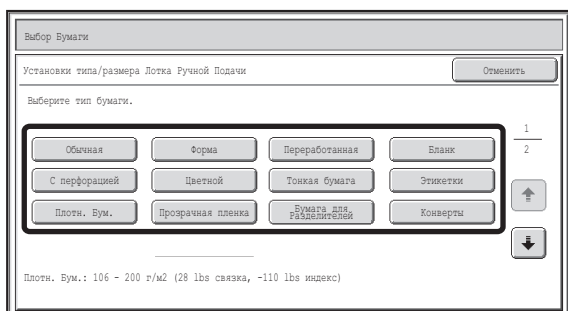 Выбор Бумаги
Установки типа/размера Лотка Ручной Подачи
Отменить
Выберите тип бумаги.
Обычная
Форма
Переработанная
Бланк
С перфорацией
Цветной
Тонкая бумага
Этикетки
Плотн. Бум.
Прозрачная пленка
Бумага для
Разделителей
Конверты
1
2
Плотн. Бум.: 106 - 200 г/м2 (28 lbs связка, -110 lbs индекс)